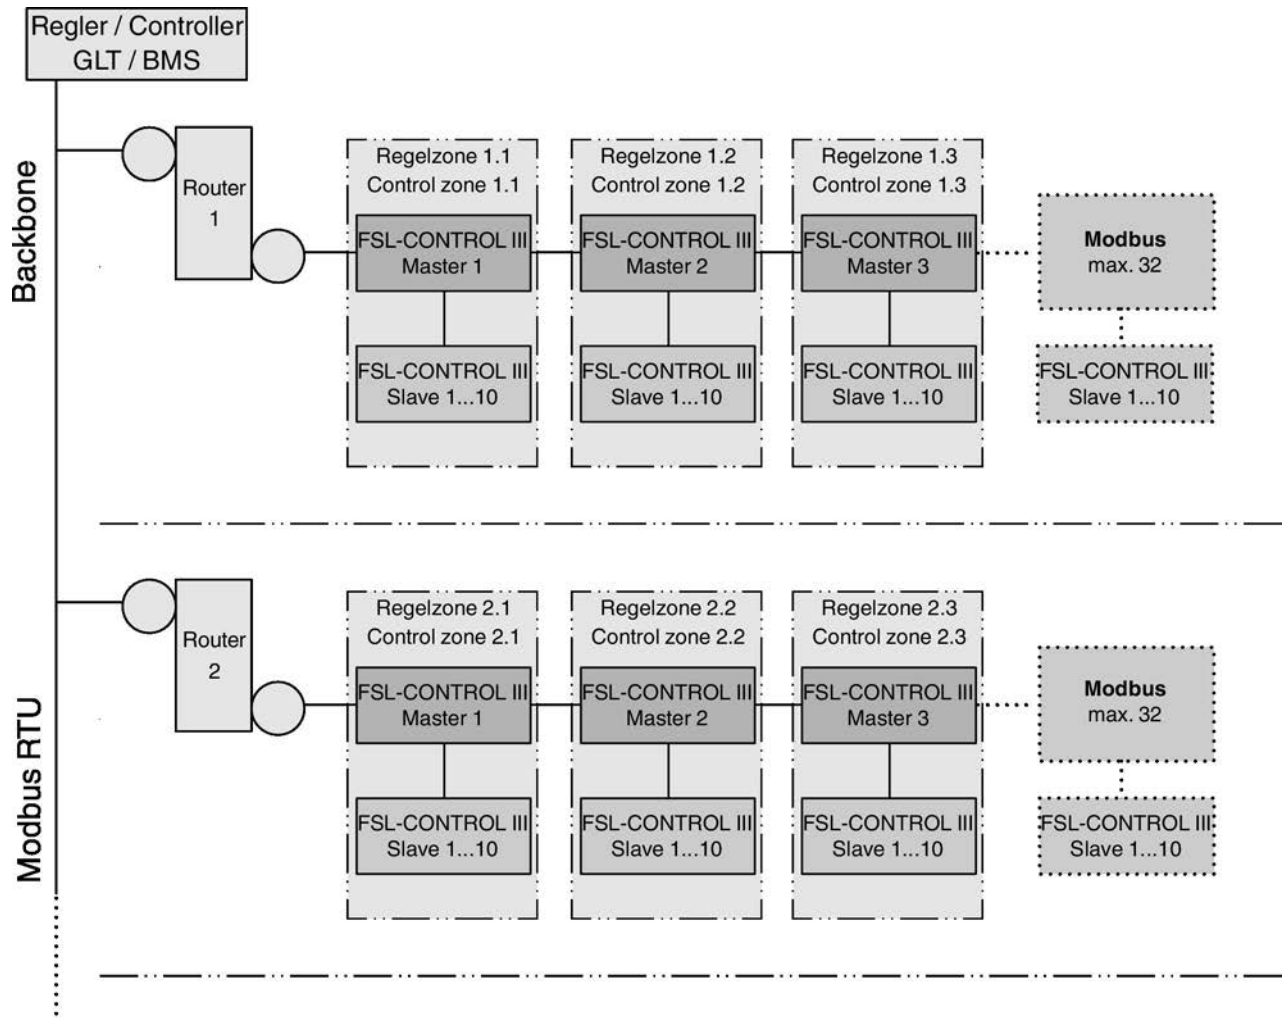 Regler / Controller
GLT / BMS
Backbone
Router
1
Regelzone 1.1
Control zone 1.1
FSL-CONTROL III
Master 1
FSL-CONTROL III
Slave 1...10
Regelzone 1.2
Control zone 1.2
FSL-CONTROL III
Master 2
FSL-CONTROL III
Slave 1...10
Regelzone 1.3
Control zone 1.3
FSL-CONTROL III
Master 3
FSL-CONTROL III
Slave 1...10
Modbus
max. 32
FSL-CONTROL III
Slave 1...10
Modbus RTU
Router
2
Regelzone 2.1
Control zone 2.1
FSL-CONTROL III
Master 1
FSL-CONTROL III
Slave 1...10
Regelzone 2.2
Control zone 2.2
FSL-CONTROL III
Master 2
FSL-CONTROL III
Slave 1...10
Regelzone 2.3
Control zone 2.3
FSL-CONTROL III
Master 3
FSL-CONTROL III
Slave 1...10
Modbus
max. 32
FSL-CONTROL III
Slave 1...10